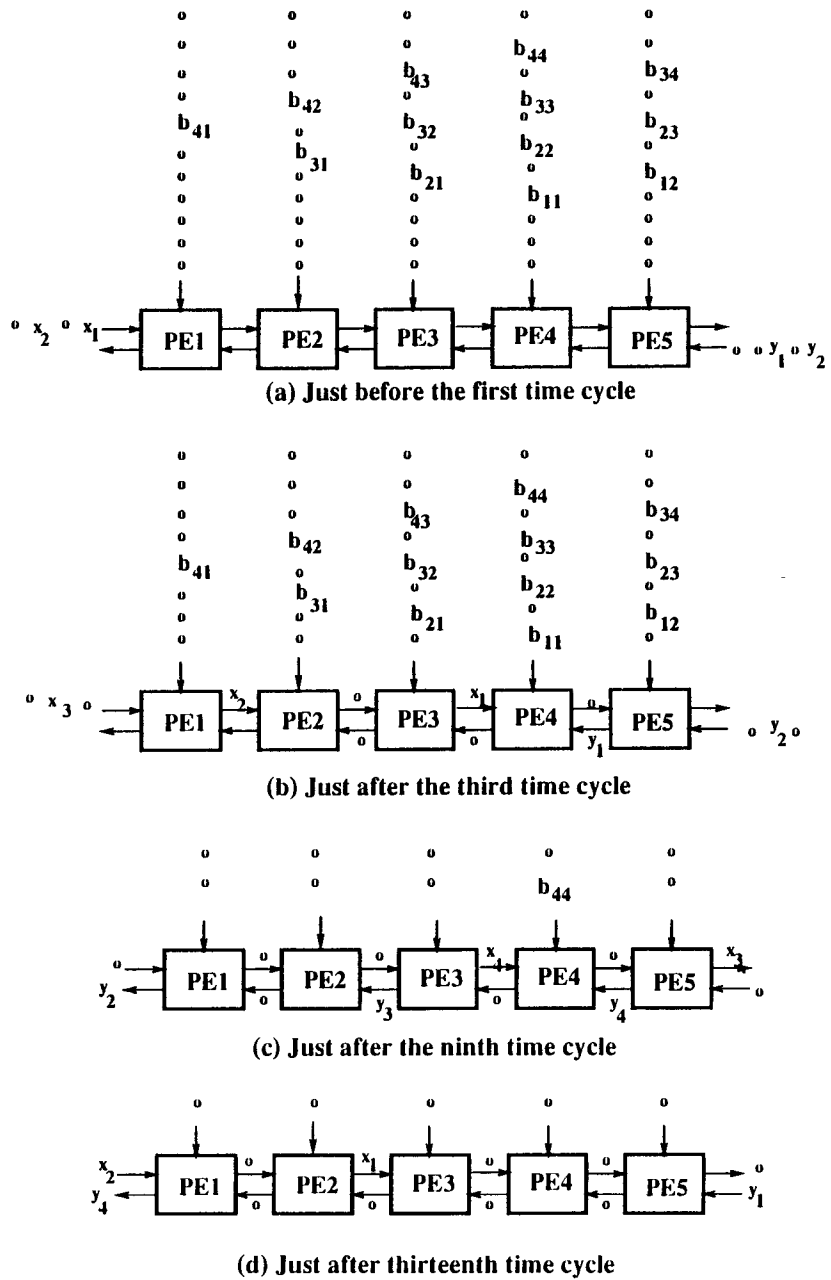 o o o o o
o o o b44 o
o o b43 o b34
o b42 o b33 o
b41 o b32 o b23
o b31 o b22 o
o o b21 o b12
o o o b11 o
o o o o o
o o o o o
o o o o o
o x2 o x1 PE1 PE2 PE3 PE4 PE5 o o y1 o y2
(a) Just before the first time cycle
o o o o o
o o o b44 o
o o b43 o b34
o b42 o b33 o
b41 o b32 o b23
o b31 o b22 o
o o b21 o b12
o o o b11 o
x2 o x1 o
o x3 o PE1 PE2 PE3 PE4 PE5 o y2 o
o o y1
(b) Just after the third time cycle
o o o o o
o o o b44 o
o o o x4 o x3
PE1 PE2 PE3 PE4 PE5
y2 o y3 o y4 o
(c) Just after the ninth time cycle
o o o o o
x2 o x1 o o o
PE1 PE2 PE3 PE4 PE5
y4 o o o o y1
(d) Just after thirteenth time cycle